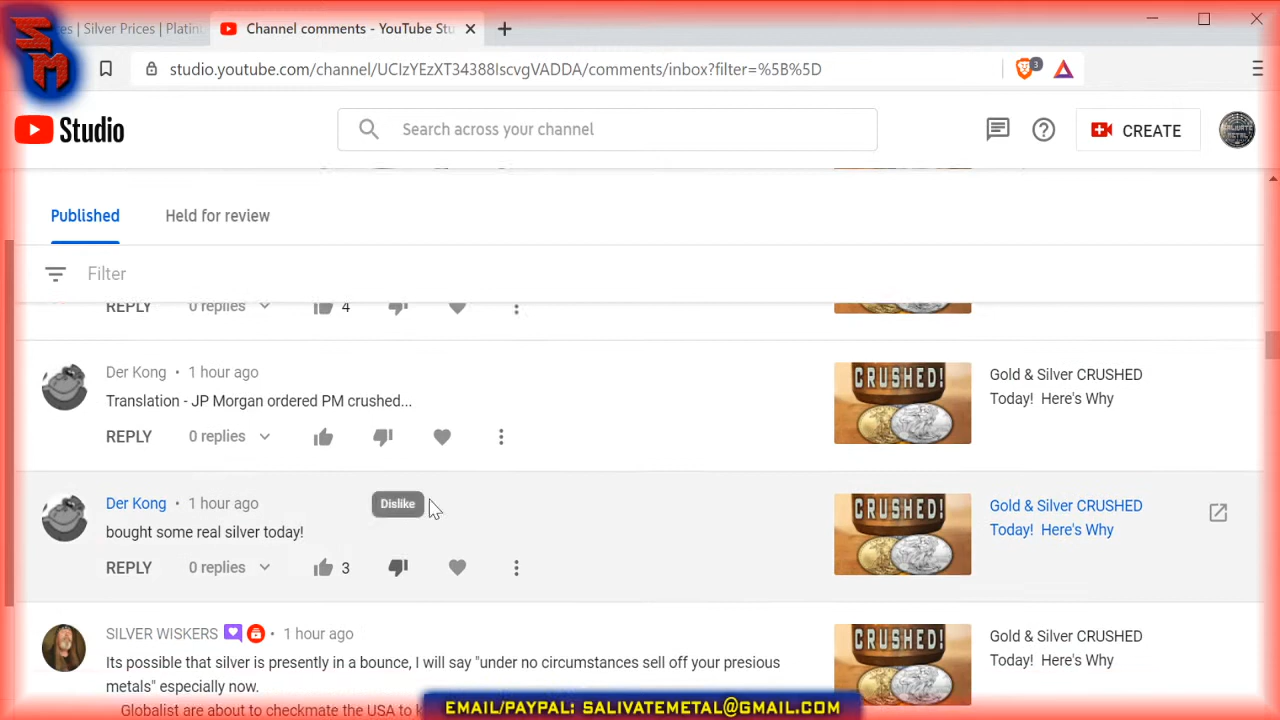 SM
es | Silver Prices | Platinu
Channel comments - YouTube Stu
studio.youtube.com/channel/UCIzYEzXT34388IscvgVADDA/comments/inbox?filter=%5B%5D
3
Studio
Search across your channel
CREATE
Published
Held for review
Filter
REPLY 0 replies 4
Der Kong • 1 hour ago
Translation - JP Morgan ordered PM crushed...
REPLY 0 replies
CRUSHED!
Gold & Silver CRUSHED
Today! Here's Why
Der Kong • 1 hour ago
Dislike
bought some real silver today!
REPLY 0 replies 3
CRUSHED!
Gold & Silver CRUSHED
Today! Here's Why
SILVER WISKERS • 1 hour ago
Its possible that silver is presently in a bounce, I will say "under no circumstances sell off your presious
metals" especially now.
Globalist are about to checkmate the USA to k
CRUSHED!
Gold & Silver CRUSHED
Today! Here's Why
EMAIL/PAYPAL: SALIVATEMETAL@GMAIL.COM